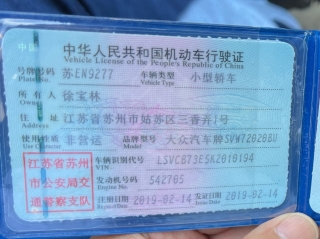 中华人民共和国机动车行驶证
Vehicle License of the People's Republic of China
号牌号码 苏EN9277 车辆类型 小型轿车
Plate No. Vehicle Type
所有人 徐宝林
Owner
住址 江苏省苏州市姑苏区三香弄1号
Address
使用性质 非营运 品牌型号 大众汽车牌SVW72020BU
Use Character Model
江苏省苏州
市公安局交
通警察支队
车辆识别代号 LSVCB73E5K2010194
VIN
发动机号码 542705
Engine No.
注册日期 2019-02-14 发证日期 2019-02-14
Register Date Issue Date